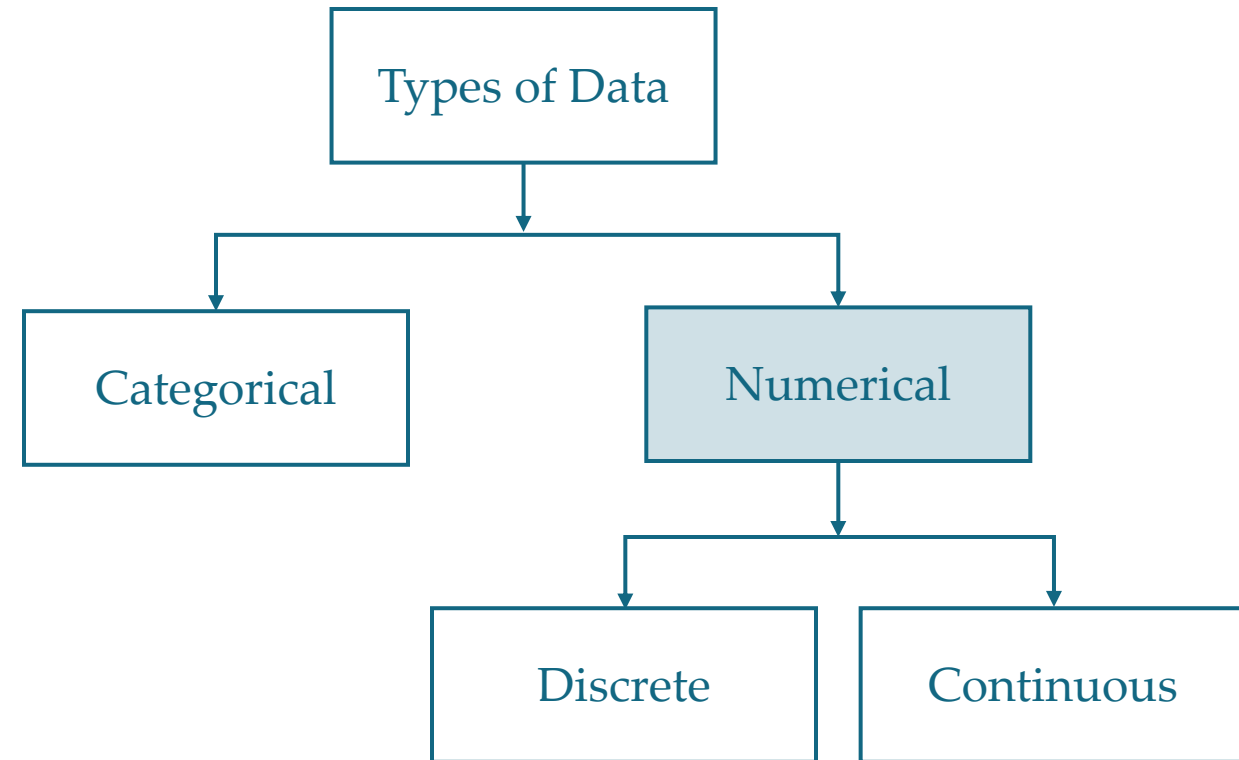 Types of Data
Categorical
Numerical
Discrete
Continuous